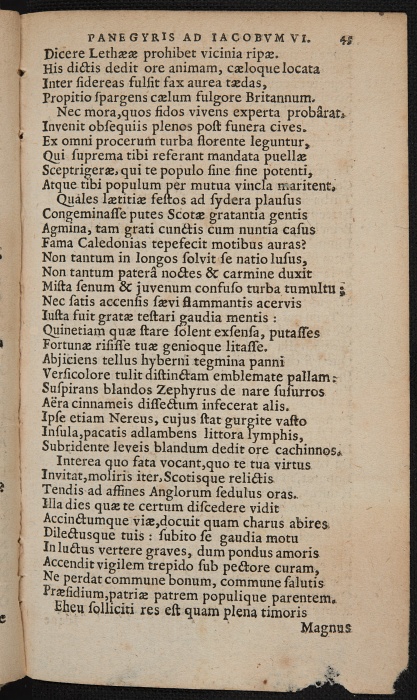 PANEGYRIS AD IACOBVM VI. 45
Dicere Lethææ prohibet vicinia ripæ.
His dictis dedit ore animam, cæloque locata
Inter ſidereas fulſit fax aurea tædas,
Propitio ſpargens cælum fulgore Britannum.
Nec mora, quos fidos vivens experta probârat,
Invenit obſequiis plenos poſt funera cives.
Ex omni procerum turba florente leguntur,
Qui ſuprema tibi referant mandata puellæ
Sceptrigeræ, qui te populo ſine fine potenti,
Atque tibi populum per mutua vincla maritent,
Quales lætitiæ feſtos ad ſydera plauſus
Congeminaſſe putes Scotæ gratantia gentis
Agmina, tam grati cunctis cum nuntia caſus
Fama Caledonias tepefecit motibus auras?
Non tantum in longos ſolvit ſe natio luſus,
Non tantum paterâ noctes & carmine duxit
Miſta ſenum & juvenum confuſo turba tumultu;
Nec ſatis accenſis ſævi flammantis acervis
Iuſta fuit gratæ teſtari gaudia mentis :
Quinetiam quæ ſtare ſolent exſenſa, putaſſes
Fortunæ riſiſſe tuæ genioque litaſſe.
Abjiciens tellus hyberni tegmina panni
Verſicolore tulit diſtinctam emblemate pallam:
Suſpirans blandos Zephyrus de nare ſuſurros
Aëra cinnameis diſſectum infecerat alis.
Ipſe etiam Nereus, cujus ſtat gurgite vaſto
Inſula, pacatis adlambens littora lymphis,
Subridente leveis blandum dedit ore cachinnos.
Interea quo fata vocant, quo te tua virtus
Invitat, moliris iter, Scotisque relictis
Tendis ad affines Anglorum ſedulus oras.
Illa dies quæ te certum diſcedere vidit
Accinctumque viæ, docuit quam charus abires
Dilectusque tuis : ſubito ſe gaudia motu
In luctus vertere graves, dum pondus amoris
Accendit vigilem trepido ſub pectore curam,
Ne perdat commune bonum, commune ſalutis
Præſidium, patriæ patrem populique parentem.
Eheu ſolliciti res eſt quam plena timoris
Magnus